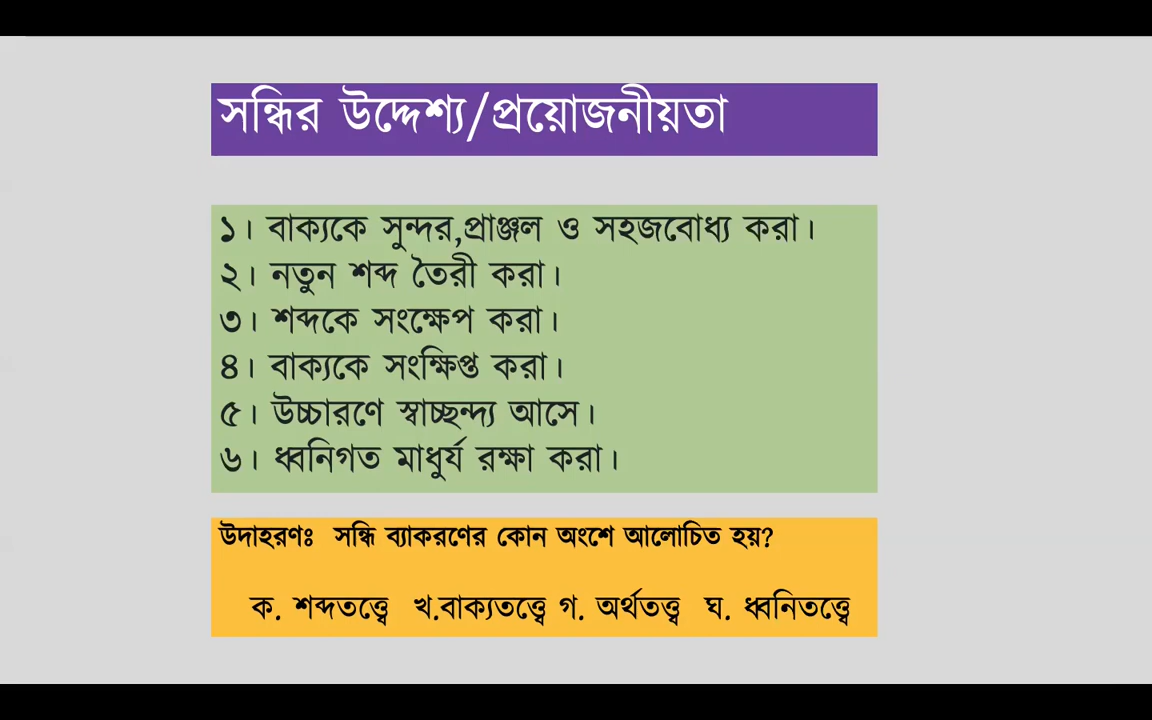 সন্ধির উদ্দেশ্য/প্রয়োজনীয়তা
১। বাক্যকে সুন্দর,প্রাঞ্জল ও সহজবোধ্য করা।
২। নতুন শব্দ তৈরী করা।
৩। শব্দকে সংক্ষেপ করা।
৪। বাক্যকে সংক্ষিপ্ত করা।
৫। উচ্চারণে স্বাচ্ছন্দ্য আসে।
৬। ধ্বনিগত মাধুর্য রক্ষা করা।
উদাহরণঃ সন্ধি ব্যাকরণের কোন অংশে আলোচিত হয়?
ক. শব্দতত্ত্বে খ.বাক্যতত্ত্বে গ. অর্থতত্ত্ব ঘ. ধ্বনিতত্ত্বে